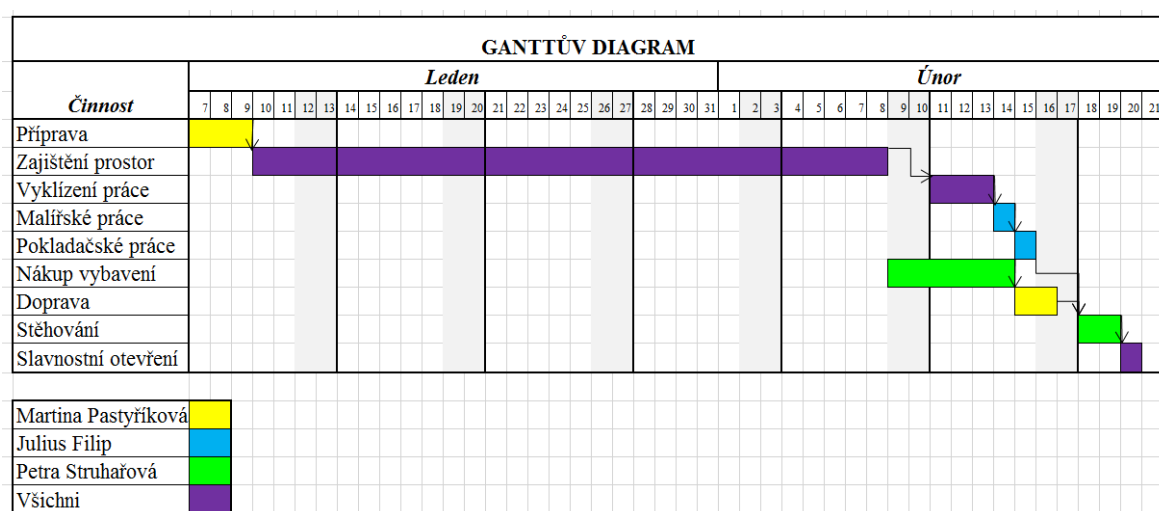 GANTTŮV DIAGRAM
Leden Únor
Činnost 7 8 9 10 11 12 13 14 15 16 17 18 19 20 21 22 23 24 25 26 27 28 29 30 31 1 2 3 4 5 6 7 8 9 10 11 12 13 14 15 16 17 18 19 20 21
Příprava
Zajištění prostor
Vyklízení práce
Malířské práce
Pokladačské práce
Nákup vybavení
Doprava
Stěhování
Slavnostní otevření
Martina Pastyříková
Julius Filip
Petra Struhařová
Všichni